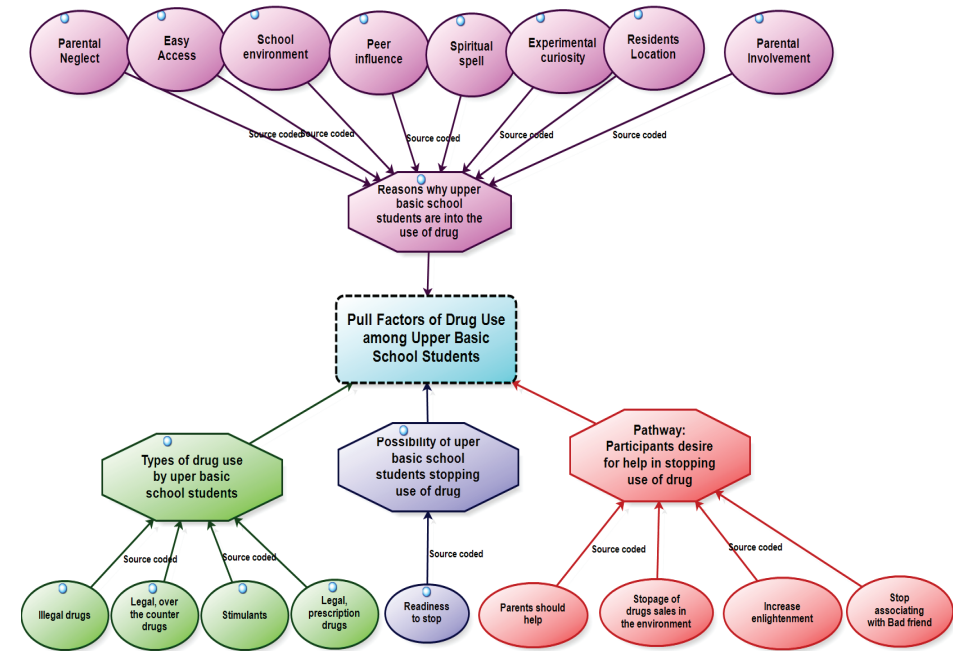 Parental
Neglect
Easy
Access
School
environment
Peer
influence
Spiritual
spell
Experimental
curiosity
Residents
Location
Parental
Involvement
Source coded
Source coded
Source coded
Source coded
Source coded
Reasons why upper
basic school
students are into the
use of drug
Pull Factors of Drug Use
among Upper Basic
School Students
Types of drug use
by uper basic
school students
Possibility of uper
basic school
students stopping
use of drug
Pathway:
Participants desire
for help in stopping
use of drug
Source coded
Source coded
Source coded
Source coded
Source coded
Illegal drugs
Legal, over
the counter
drugs
Stimulants
Legal,
prescription
drugs
Readiness
to stop
Parents should
help
Stopage of
drugs sales in
the environment
Increase
enlightenment
Stop
associating
with Bad friend